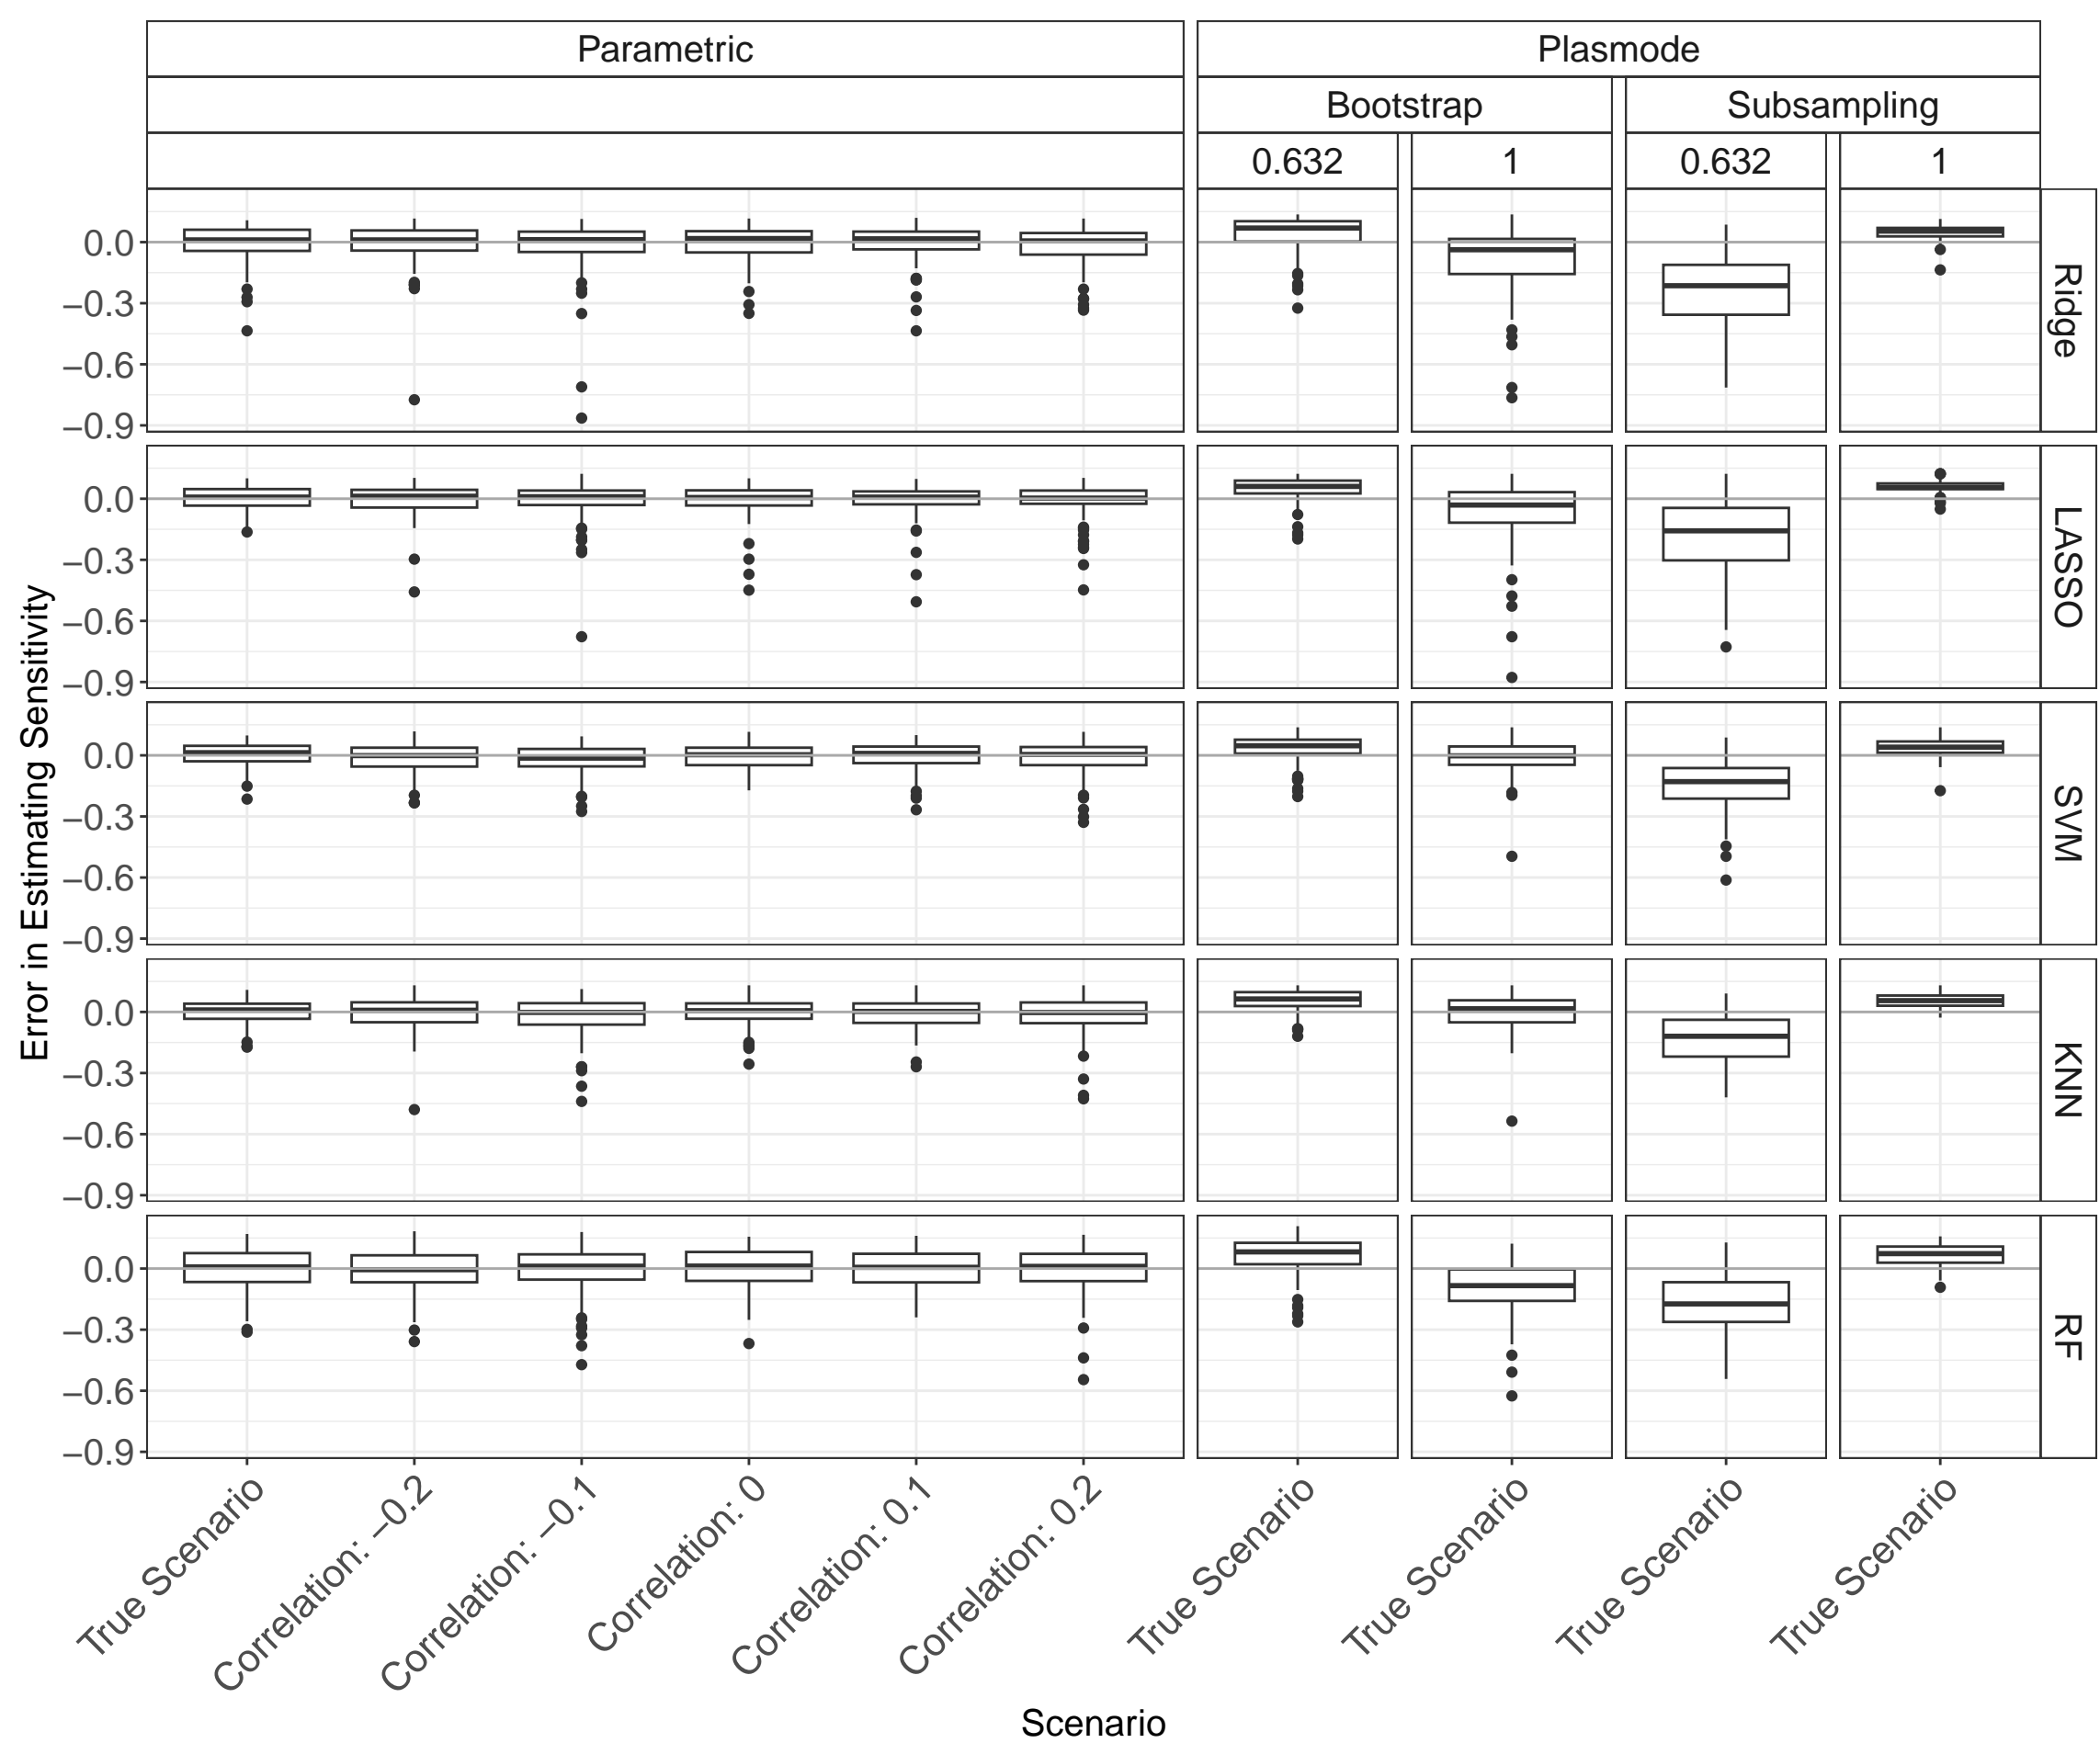 Parametric
Plasmode
Bootstrap
Subsampling
0.632
1
0.632
1
Error in Estimating Sensitivity
0.0
−0.3
−0.6
−0.9
Ridge
0.0
−0.3
−0.6
−0.9
LASSO
0.0
−0.3
−0.6
−0.9
SVM
0.0
−0.3
−0.6
−0.9
KNN
0.0
−0.3
−0.6
−0.9
RF
True Scenario
Correlation: −0.2
Correlation: −0.1
Correlation: 0
Correlation: 0.1
Correlation: 0.2
True Scenario
True Scenario
True Scenario
True Scenario
Scenario